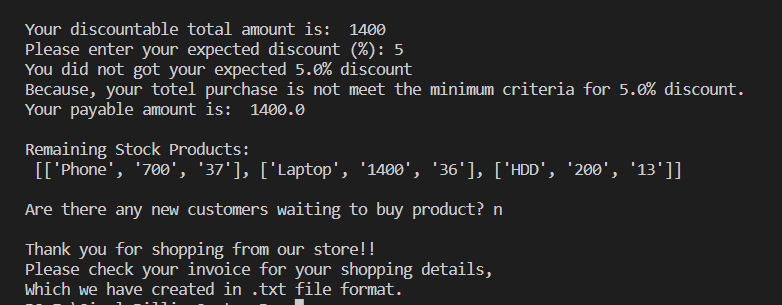 Your discountable total amount is:  1400
Please enter your expected discount (%): 5
You did not got your expected 5.0% discount
Because, your totel purchase is not meet the minimum criteria for 5.0% discount.
Your payable amount is:  1400.0
Remaining Stock Products:
[['Phone', '700', '37'], ['Laptop', '1400', '36'], ['HDD', '200', '13']]
Are there any new customers waiting to buy product? n
Thank you for shopping from our store!!
Please check your invoice for your shopping details,
Which we have created in .txt file format.